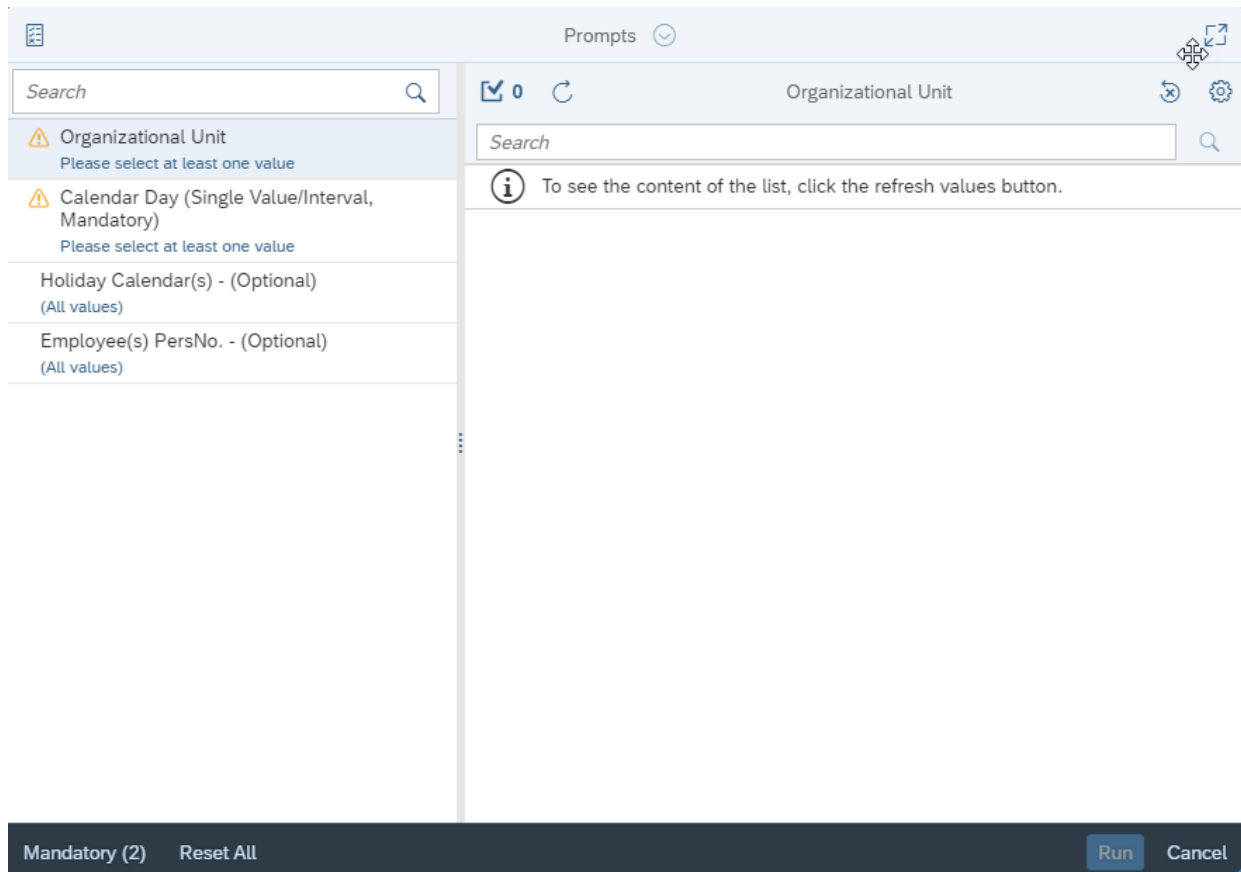 Prompts
Search
Organizational Unit
Please select at least one value
Calendar Day (Single Value/Interval,
Mandatory)
Please select at least one value
Holiday Calendar(s) - (Optional)
(All values)
Employee(s) PersNo. - (Optional)
(All values)
0
Organizational Unit
Search
To see the content of the list, click the refresh values button.
Mandatory (2)
Reset All
Run
Cancel